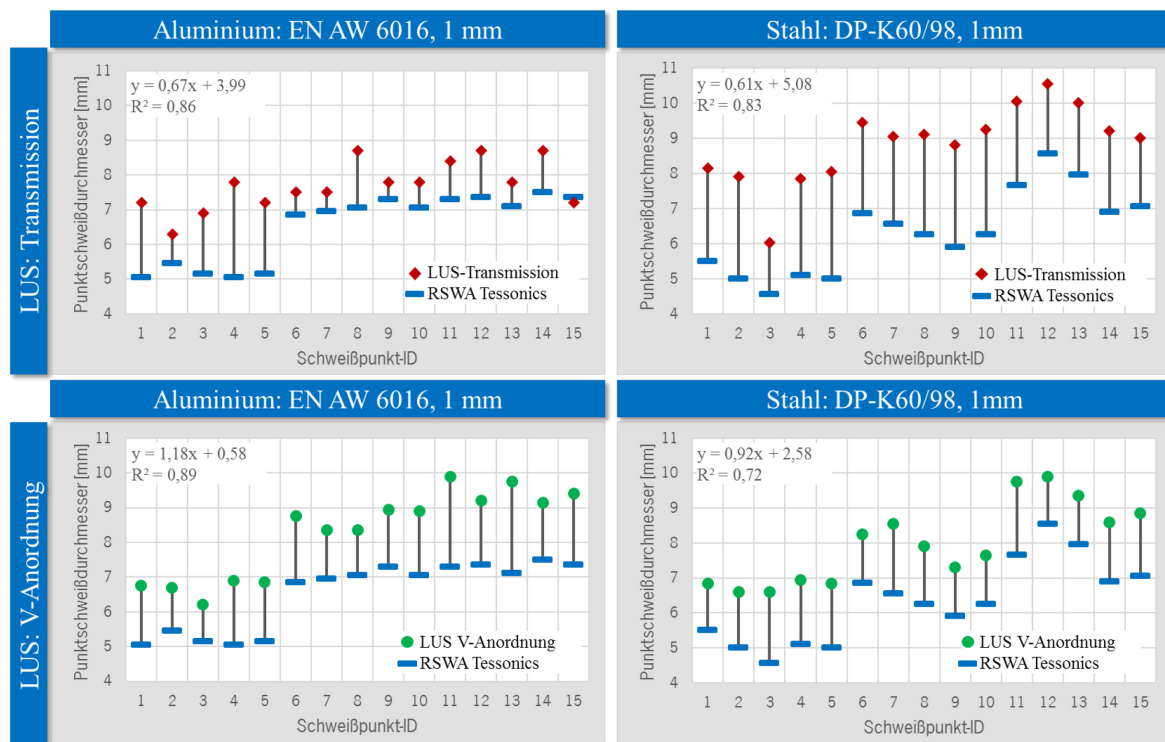 Aluminium: EN AW 6016, 1 mm
Stahl: DP-K60/98, 1mm
LUS: Transmission
Punktschweißdurchmesser [mm]
11
10
9
8
7
6
5
4
y = 0,67x + 3,99
R² = 0,86
LUS-Transmission
RSWA Tessonics
1 2 3 4 5 6 7 8 9 10 11 12 13 14 15
Schweißpunkt-ID
Punktschweißdurchmesser [mm]
11
10
9
8
7
6
5
4
y = 0,61x + 5,08
R² = 0,83
LUS-Transmission
RSWA Tessonics
1 2 3 4 5 6 7 8 9 10 11 12 13 14 15
Schweißpunkt-ID
Aluminium: EN AW 6016, 1 mm
Stahl: DP-K60/98, 1mm
LUS: V-Anordnung
Punktschweißdurchmesser [mm]
11
10
9
8
7
6
5
4
y = 1,18x + 0,58
R² = 0,89
LUS V-Anordnung
RSWA Tessonics
1 2 3 4 5 6 7 8 9 10 11 12 13 14 15
Schweißpunkt-ID
Punktschweißdurchmesser [mm]
11
10
9
8
7
6
5
4
y = 0,92x + 2,58
R² = 0,72
LUS V-Anordnung
RSWA Tessonics
1 2 3 4 5 6 7 8 9 10 11 12 13 14 15
Schweißpunkt-ID